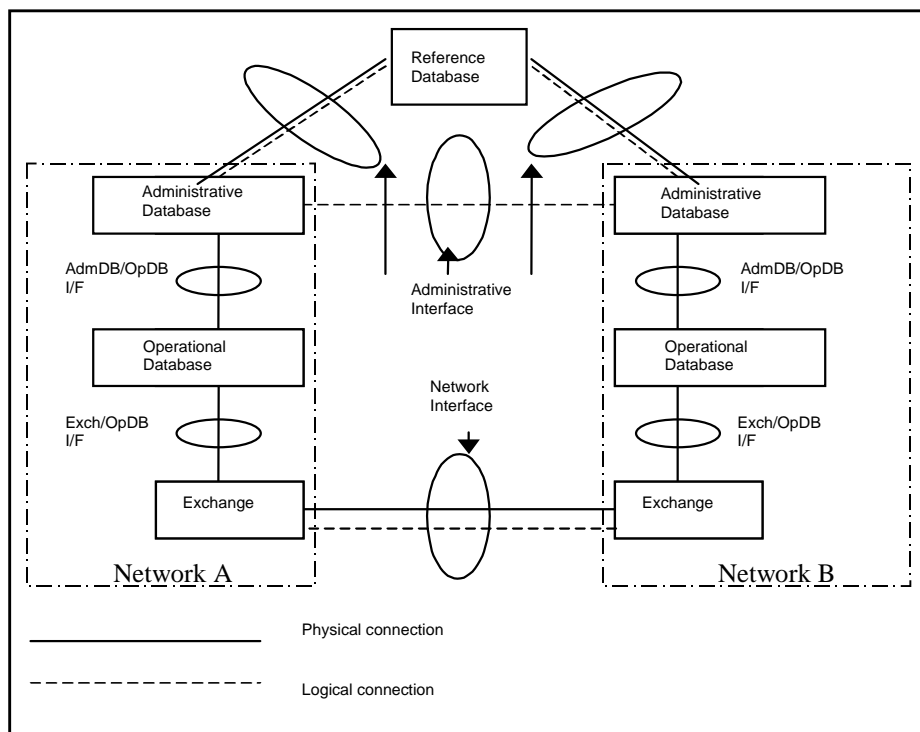 Reference
Database
Administrative
Database
Administrative
Database
AdmDB/OpDB
I/F
AdmDB/OpDB
I/F
Administrative
Interface
Operational
Database
Operational
Database
Network
Interface
Exch/OpDB
I/F
Exch/OpDB
I/F
Exchange
Exchange
Network A
Network B
Physical connection
Logical connection